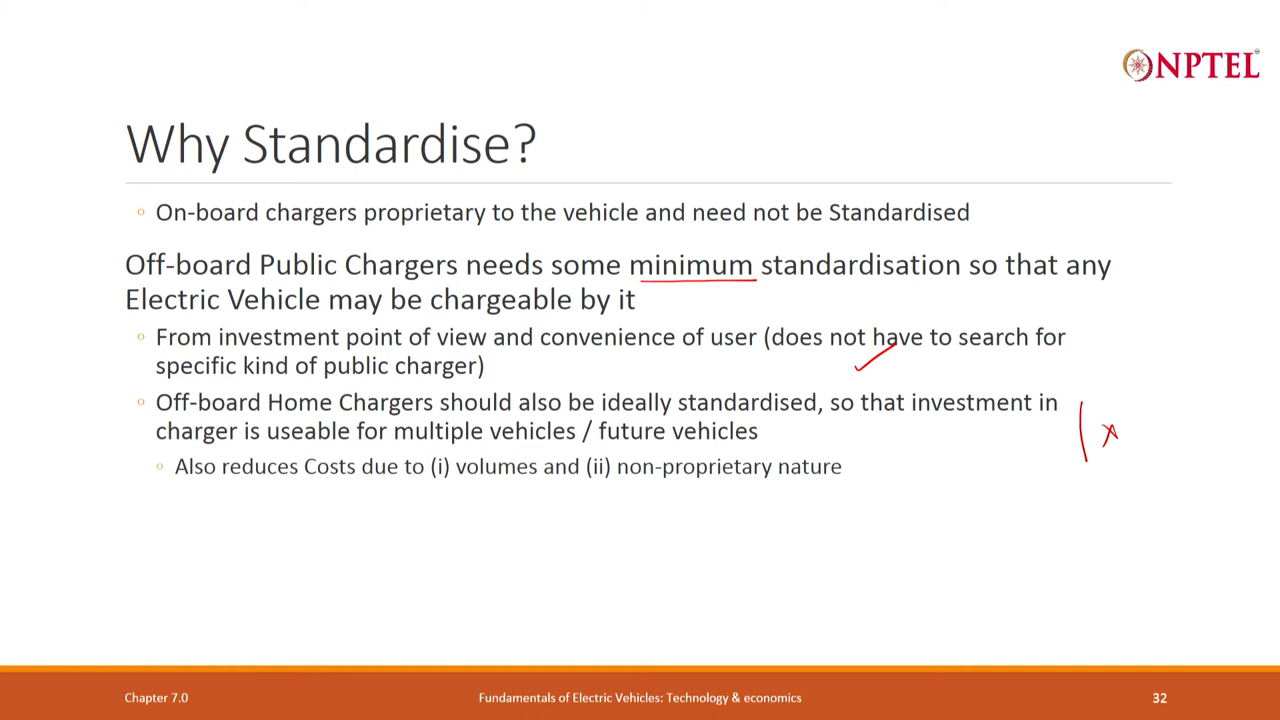 NPTEL
Why Standardise?
◦ On-board chargers proprietary to the vehicle and need not be Standardised
Off-board Public Chargers needs some minimum standardisation so that any
Electric Vehicle may be chargeable by it
◦ From investment point of view and convenience of user (does not have to search for
specific kind of public charger)
◦ Off-board Home Chargers should also be ideally standardised, so that investment in
charger is useable for multiple vehicles / future vehicles
◦ Also reduces Costs due to (i) volumes and (ii) non-proprietary nature
Chapter 7.0
Fundamentals of Electric Vehicles: Technology & economics
32